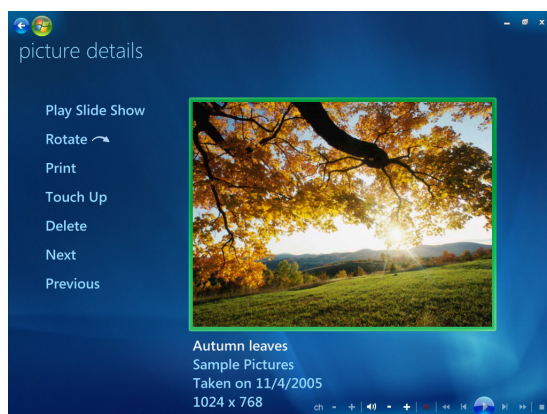 picture details
Play Slide Show
Rotate
Print
Touch Up
Delete
Next
Previous
Autumn leaves
Sample Pictures
Taken on 11/4/2005
1024 x 768
ch - + - +